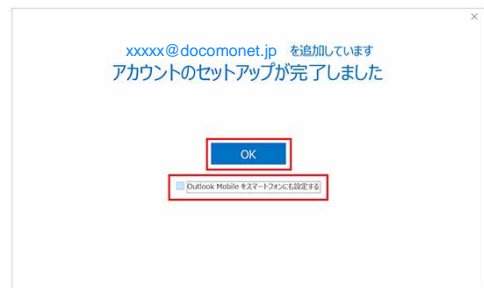 xxxxx@docomonet.jp を追加しています
アカウントのセットアップが完了しました
OK
Outlook Mobile をスマートフォンにも設定する